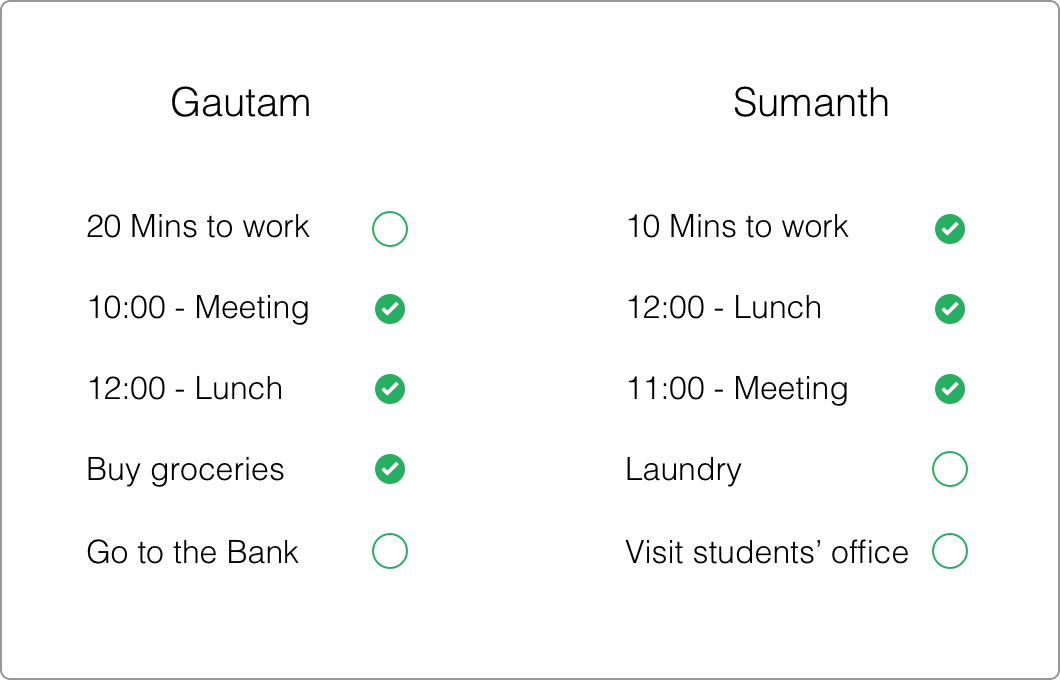 Gautam
20 Mins to work
10:00 - Meeting
12:00 - Lunch
Buy groceries
Go to the Bank
Sumanth
10 Mins to work
12:00 - Lunch
11:00 - Meeting
Laundry
Visit students’ office